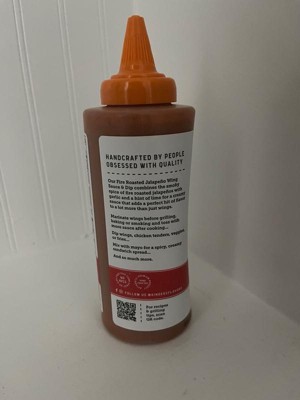 HANDCRAFTED BY PEOPLE
OBSESSED WITH QUALITY
Our Fire Roasted Jalapeño Wing
Sauce & Dip combines the smoky
spice of fire roasted jalapeños with
garlic and a hint of lime for a creamy
sauce that adds a perfect bit of flavor
to a lot more than just wings.
Marinate wings before grilling,
baking or smoking and toss with
more sauce after cooking...
Dip wings, chicken tenders, veggies
or fries...
Mix with mayo for a spicy, creamy
sandwich spread...
And so much more.
FOLLOW US
For recipes
& grilling
tips, scan
QR code: